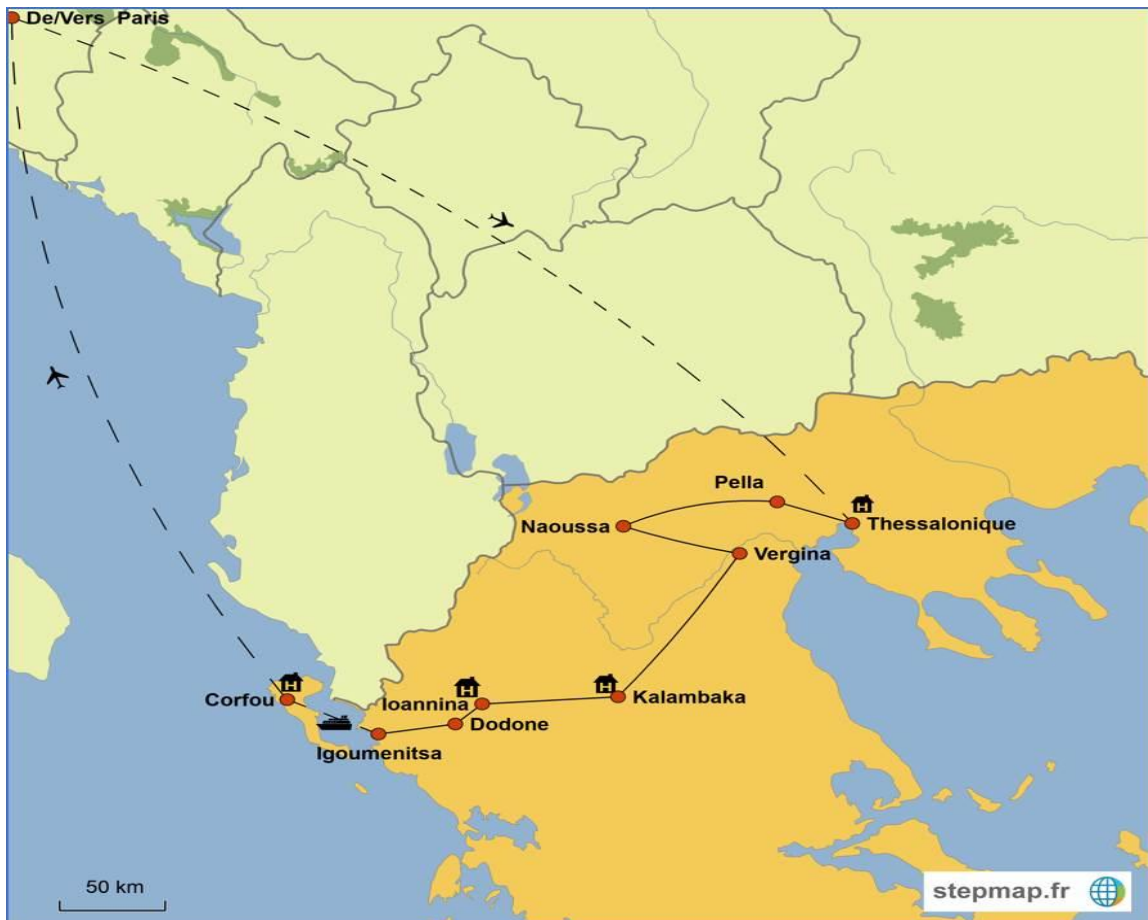 De/Vers Paris
Pella
Thessalonique
Naoussa
Vergina
Corfou
Ioannina
Kalambaka
Dodone
Igoumenitsa
50 km
stepmap.fr
H
H
H
H